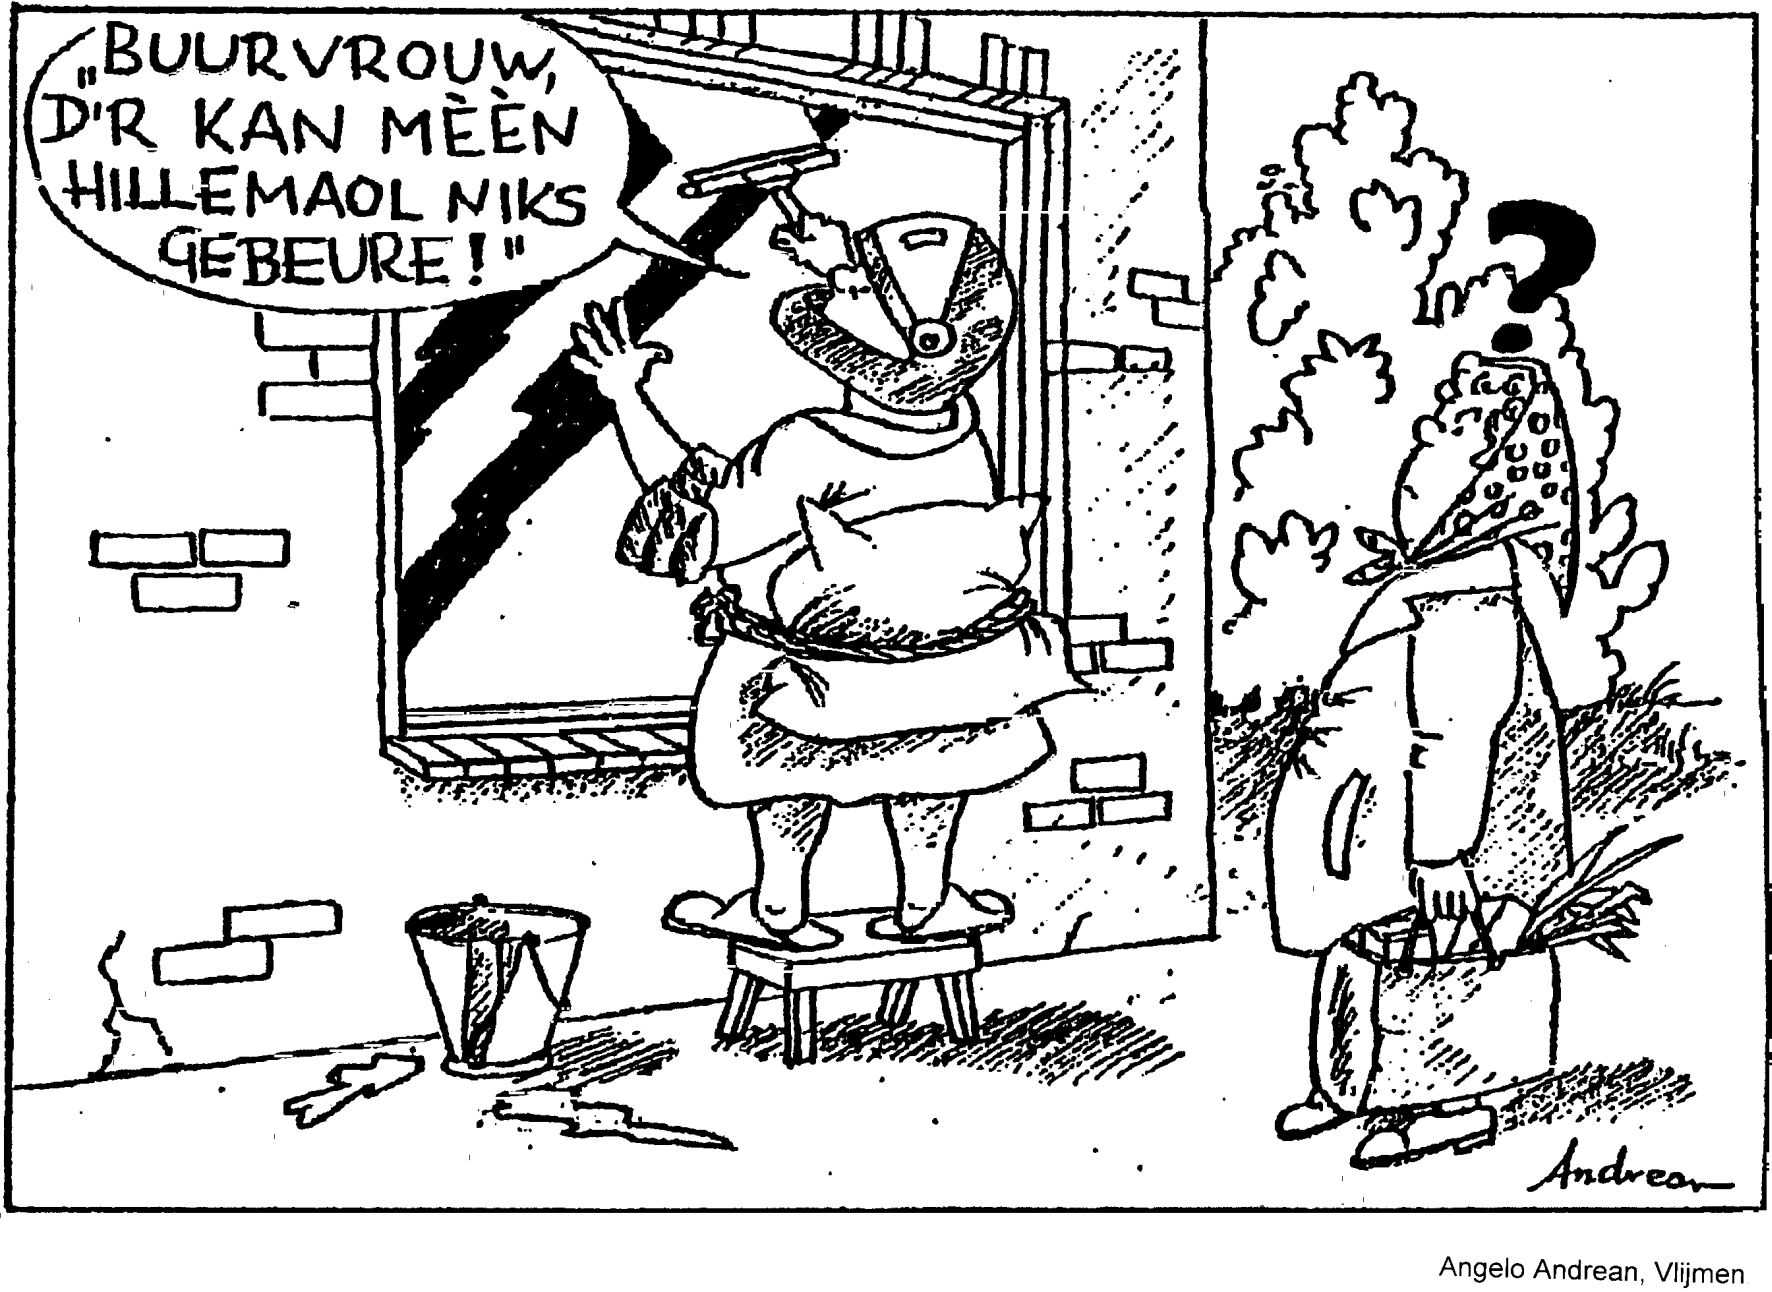 „BUURVROUW,
D'R KAN MÈÈN
HILLEMAOL NIKS
GEBEURE!"
?
Andrean
Angelo Andrean, Vlijmen